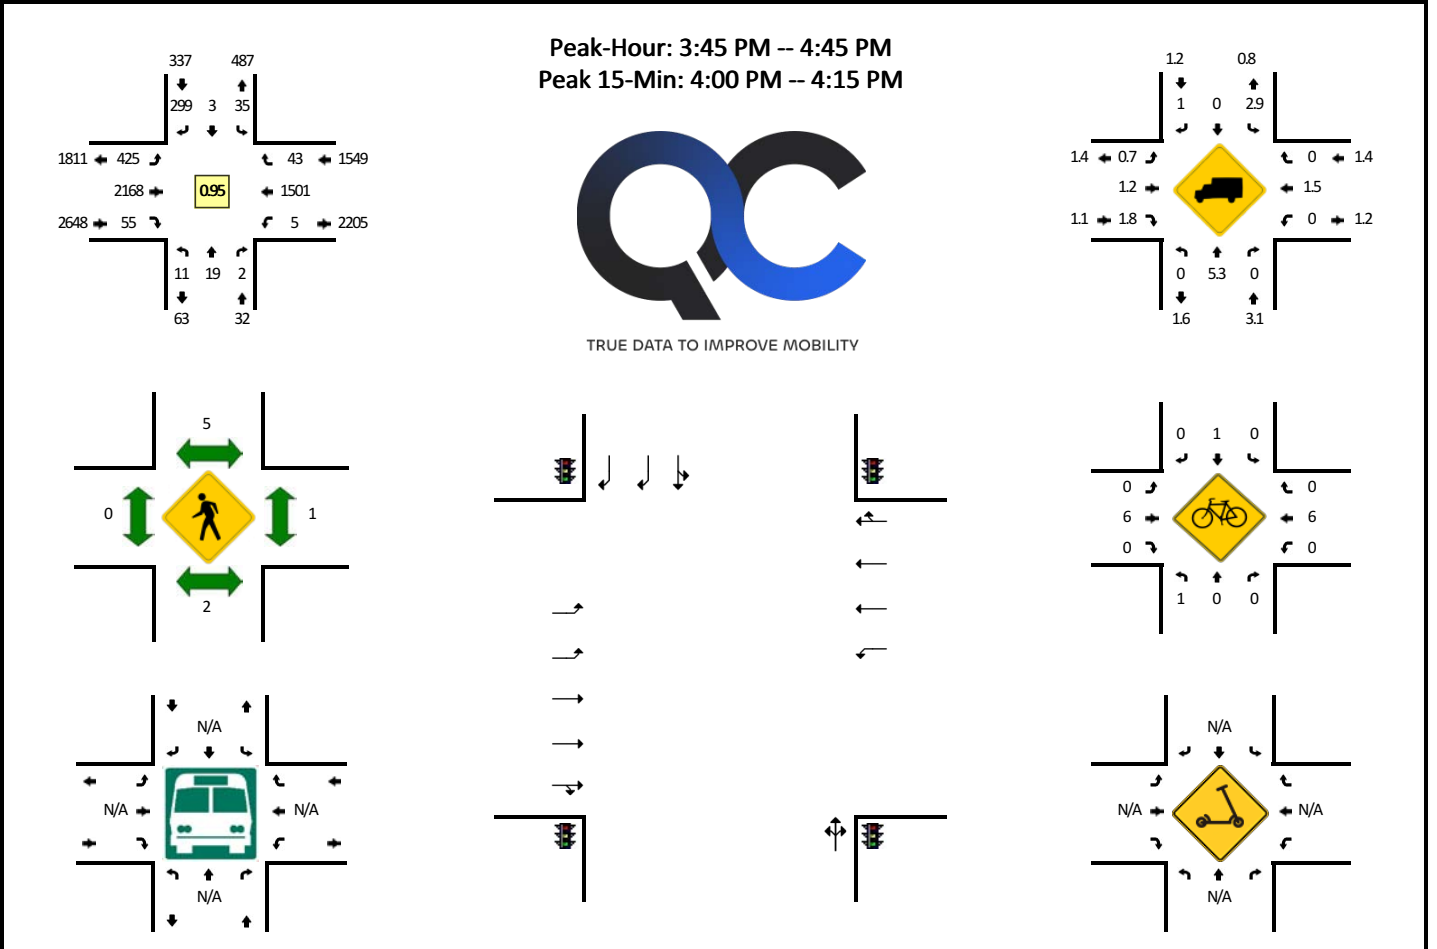 Peak-Hour: 3:45 PM -- 4:45 PM
Peak 15-Min: 4:00 PM -- 4:15 PM
337 487
299 3 35
1811 425 43 1549
2168 0.95 1501
2648 55 5 2205
11 19 2
63 32
QC
TRUE DATA TO IMPROVE MOBILITY
1.2 0.8
1 0 2.9
1.4 0.7 0 1.4
1.2 1.5
1.1 1.8 0 1.2
0 5.3 0
1.6 3.1
5
0 1
2
0 1 0
0 0
6 6
0 0
1 0 0
N/A
N/A N/A
N/A
N/A
N/A N/A
N/A